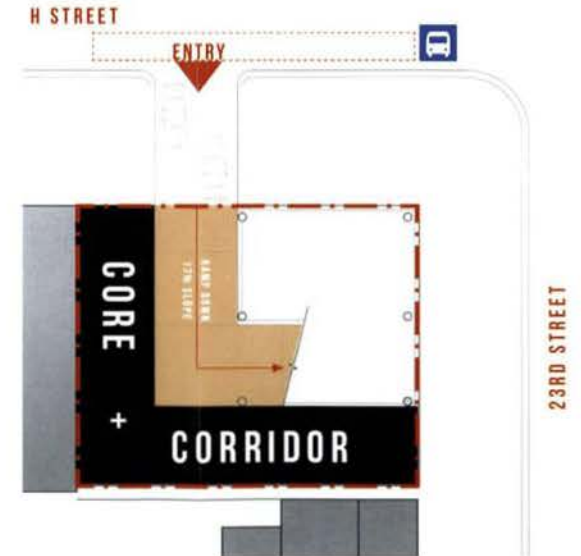 H STREET
ENTRY
RAMP DOWN
17% SLOPE
CORE
+
CORRIDOR
23RD STREET